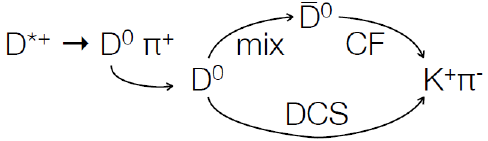 D̅⁰
D*+ → D⁰ π⁺ mix CF
D⁰ K⁺π⁻
DCS